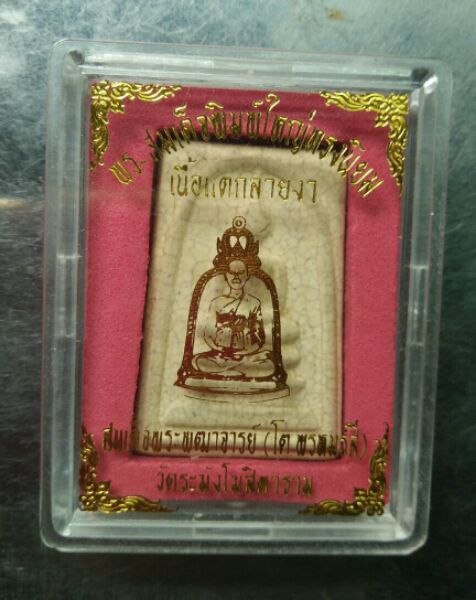 พระสมเด็จพิมพ์ใหญ่ทรงนิยม
เนื้อแตกลายงา
สมเด็จพระพุฒาจารย์ (โต พรหมรังสี)
วัดระฆังโฆสิตาราม